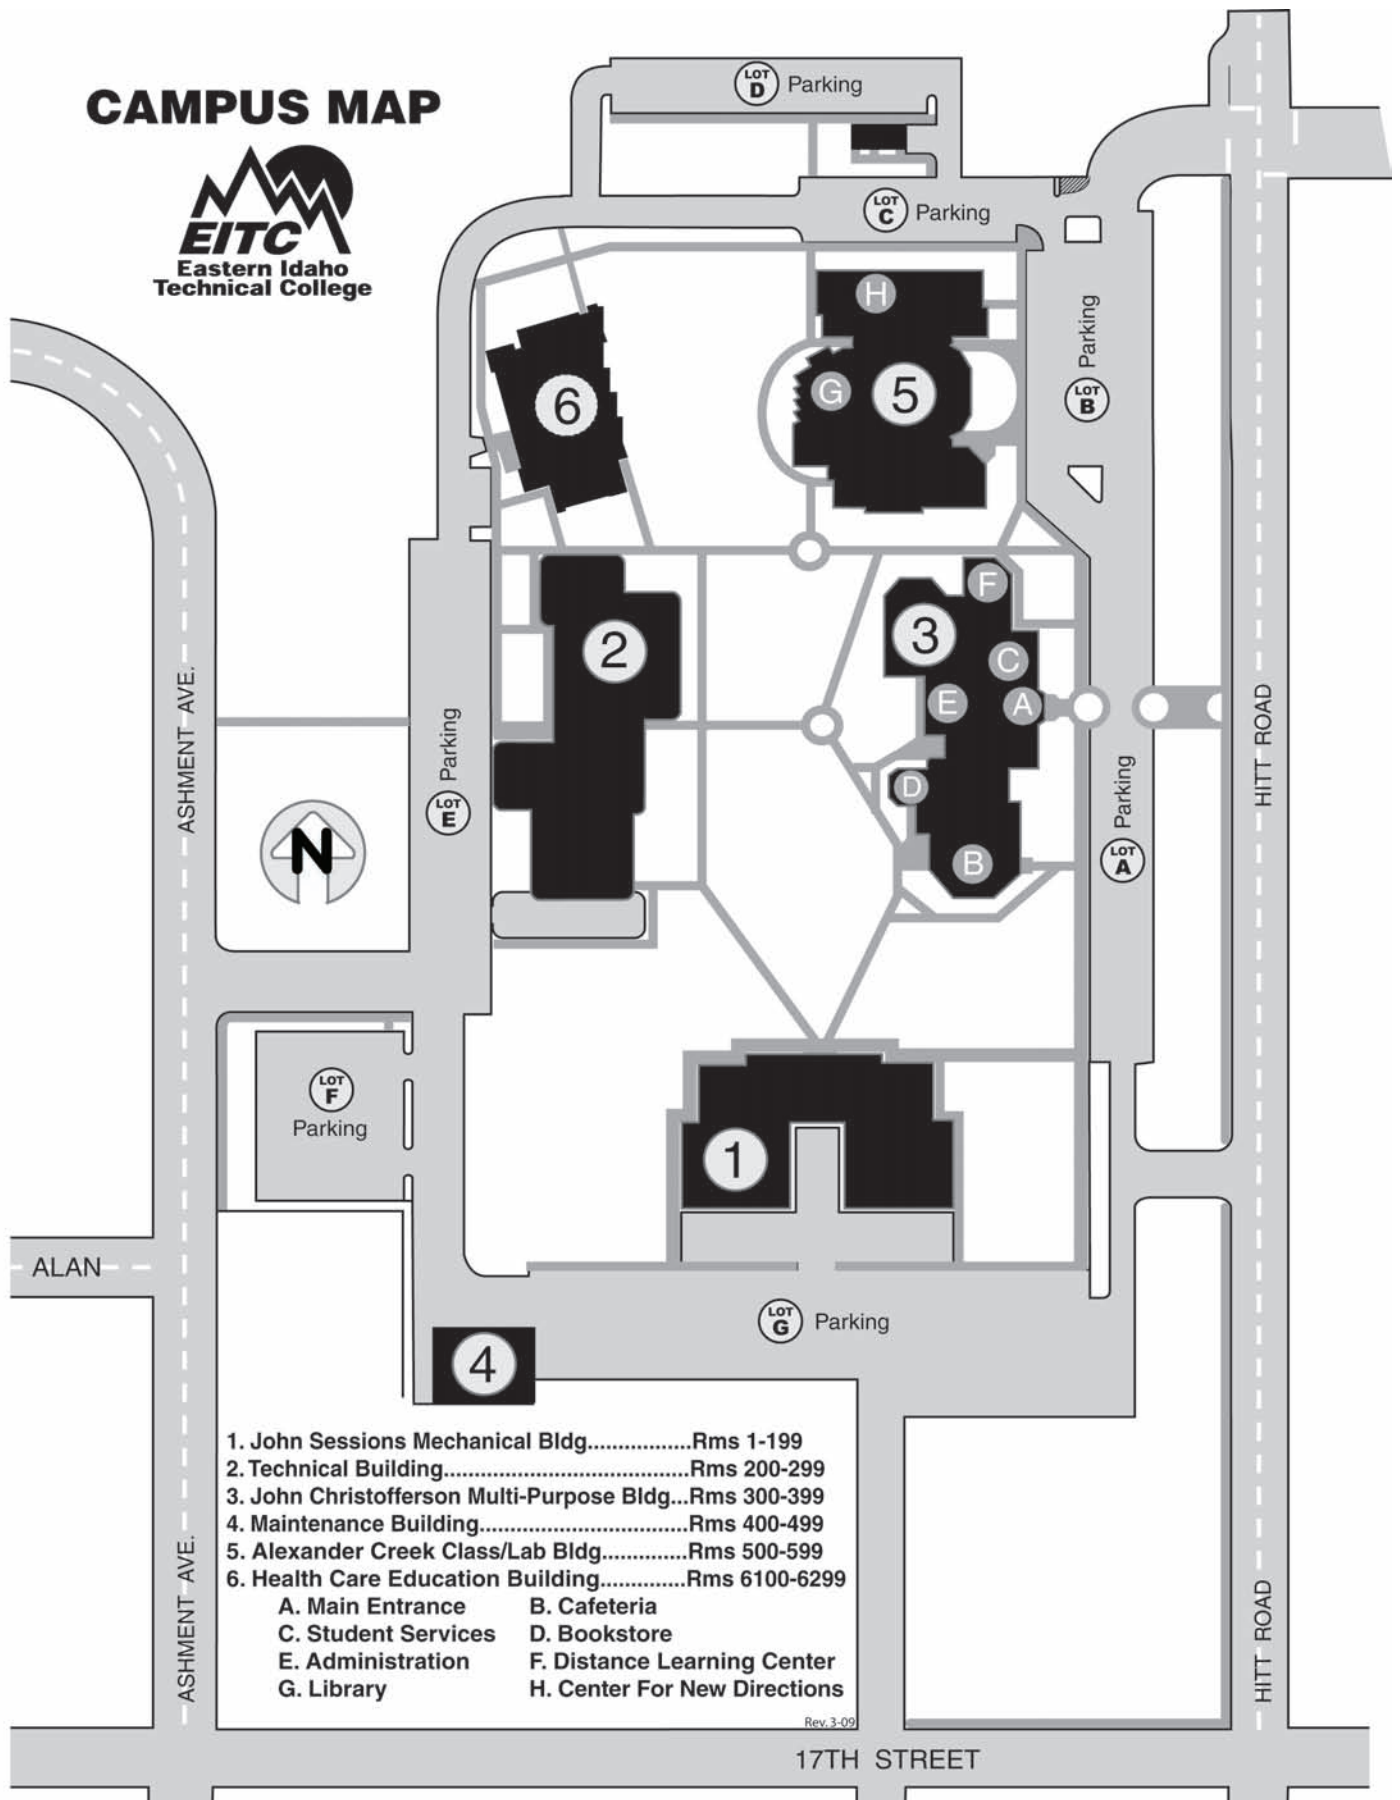 LOT D Parking
CAMPUS MAP
EITC
Eastern Idaho
Technical College
LOT C Parking
H
LOT B Parking
G
5
6
F
3
2
C
E
A
ASHMENT AVE.
HITT ROAD
LOT E Parking
D
LOT A Parking
N
B
LOT F
Parking
1
ALAN
LOT G Parking
4
1. John Sessions Mechanical Bldg.................Rms 1-199
2. Technical Building........................................Rms 200-299
3. John Christofferson Multi-Purpose Bldg...Rms 300-399
4. Maintenance Building..................................Rms 400-499
5. Alexander Creek Class/Lab Bldg..............Rms 500-599
6. Health Care Education Building..............Rms 6100-6299
A. Main Entrance B. Cafeteria
C. Student Services D. Bookstore
E. Administration F. Distance Learning Center
G. Library H. Center For New Directions
ASHMENT AVE.
HITT ROAD
Rev. 3-09
17TH STREET